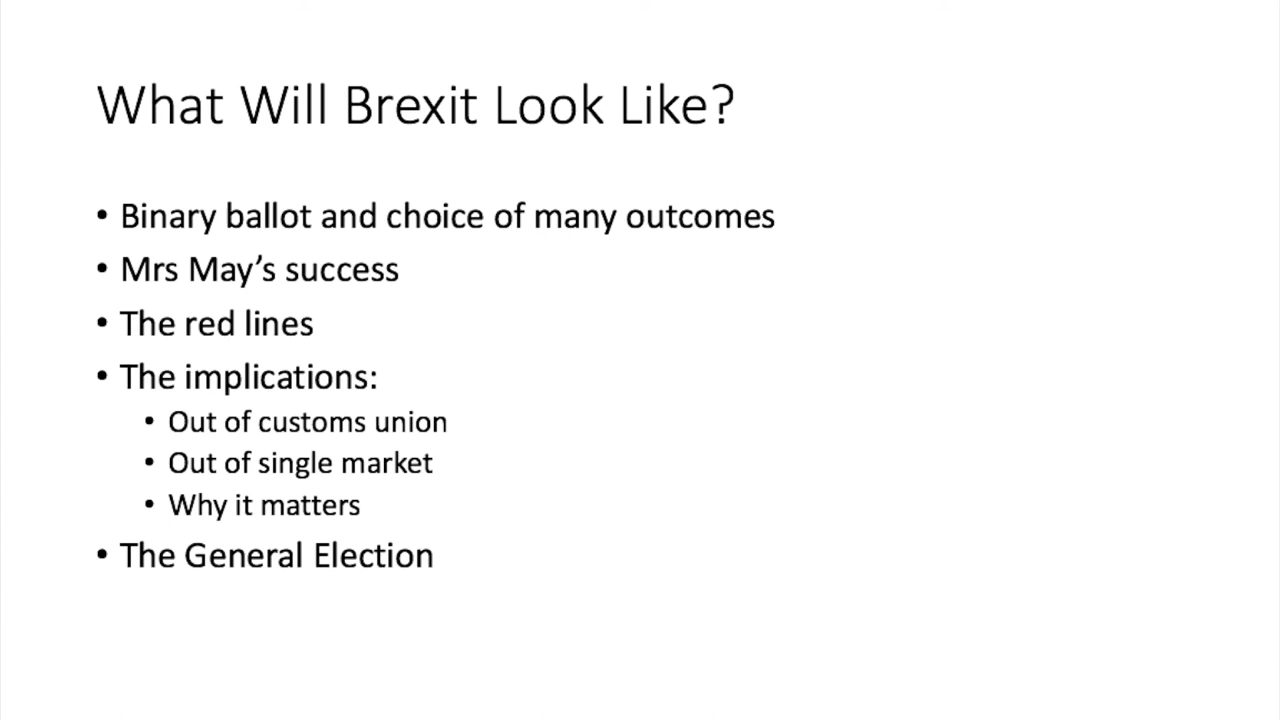 What Will Brexit Look Like?
• Binary ballot and choice of many outcomes
• Mrs May’s success
• The red lines
• The implications:
• Out of customs union
• Out of single market
• Why it matters
• The General Election